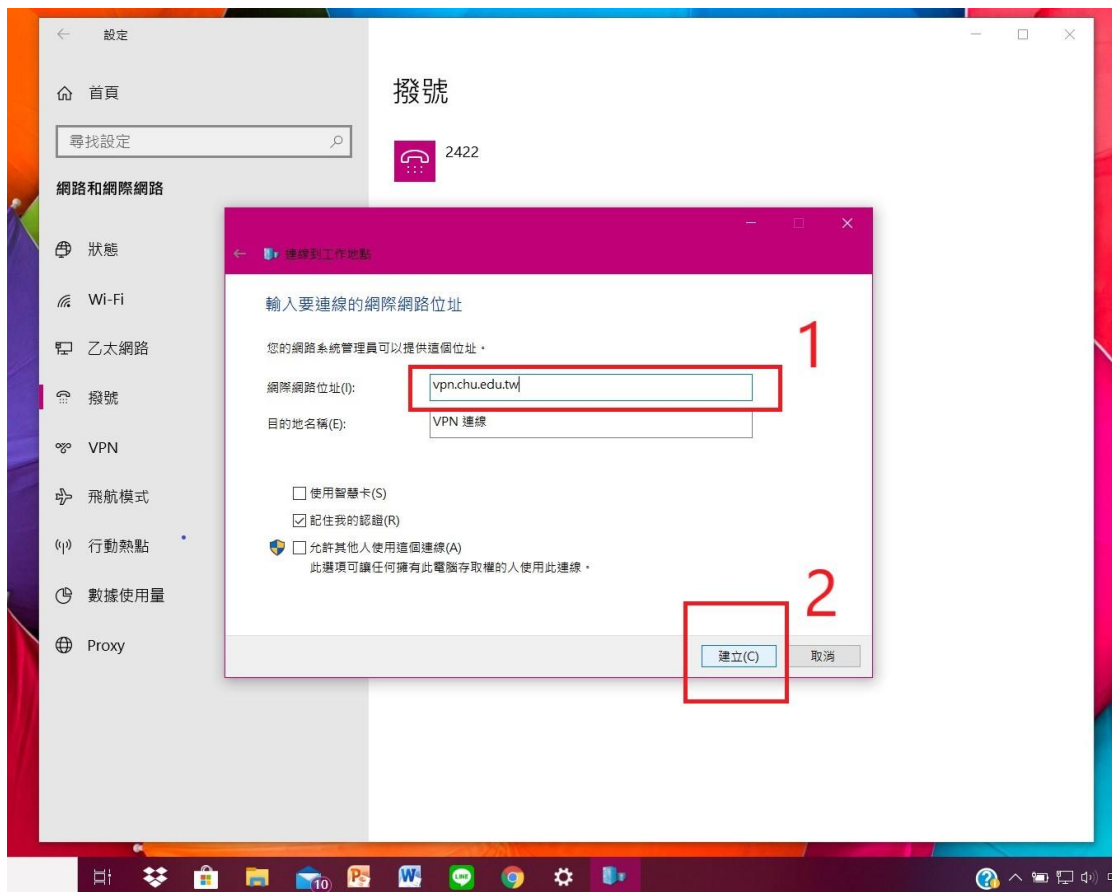 設定
首頁
尋找設定
網路和網際網路
狀態
Wi-Fi
乙太網路
撥號
VPN
飛航模式
行動熱點
數據使用量
Proxy
撥號
2422
連線到工作地點
輸入要連線的網際網路位址
您的網路系統管理員可以提供這個位址。
1
網際網路位址(I):
vpn.chu.edu.tw
目的地名稱(E):
VPN 連線
使用智慧卡(S)
記住我的認證(R)
允許其他人使用這個連線(A)
此選項可讓任何擁有此電腦存取權的人使用此連線。
2
建立(C)
取消
10